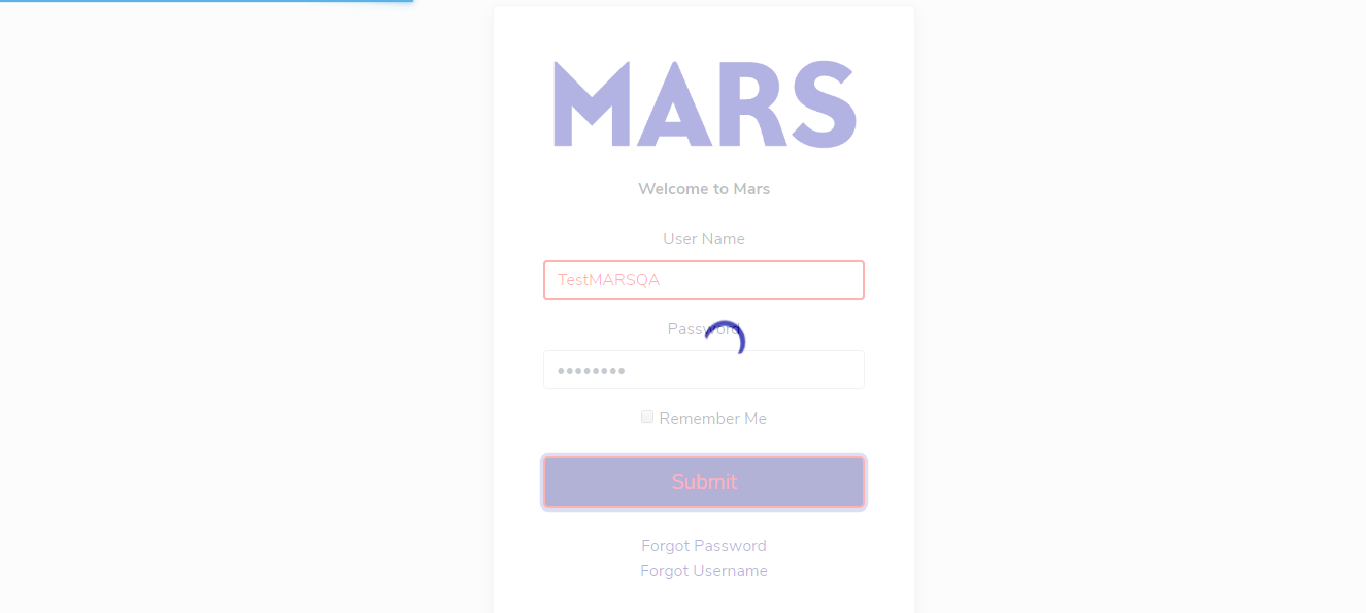 MARS
Welcome to Mars
User Name
TestMARSQA
Password
••••••••
Remember Me
Submit
Forgot Password
Forgot Username